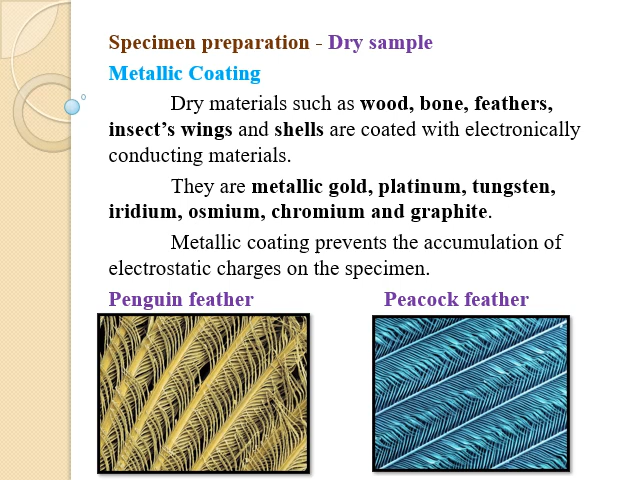 Specimen preparation - Dry sample
Metallic Coating
Dry materials such as wood, bone, feathers,
insect's wings and shells are coated with electronically
conducting materials.
They are metallic gold, platinum, tungsten,
iridium, osmium, chromium and graphite.
Metallic coating prevents the accumulation of
electrostatic charges on the specimen.
Penguin feather Peacock feather